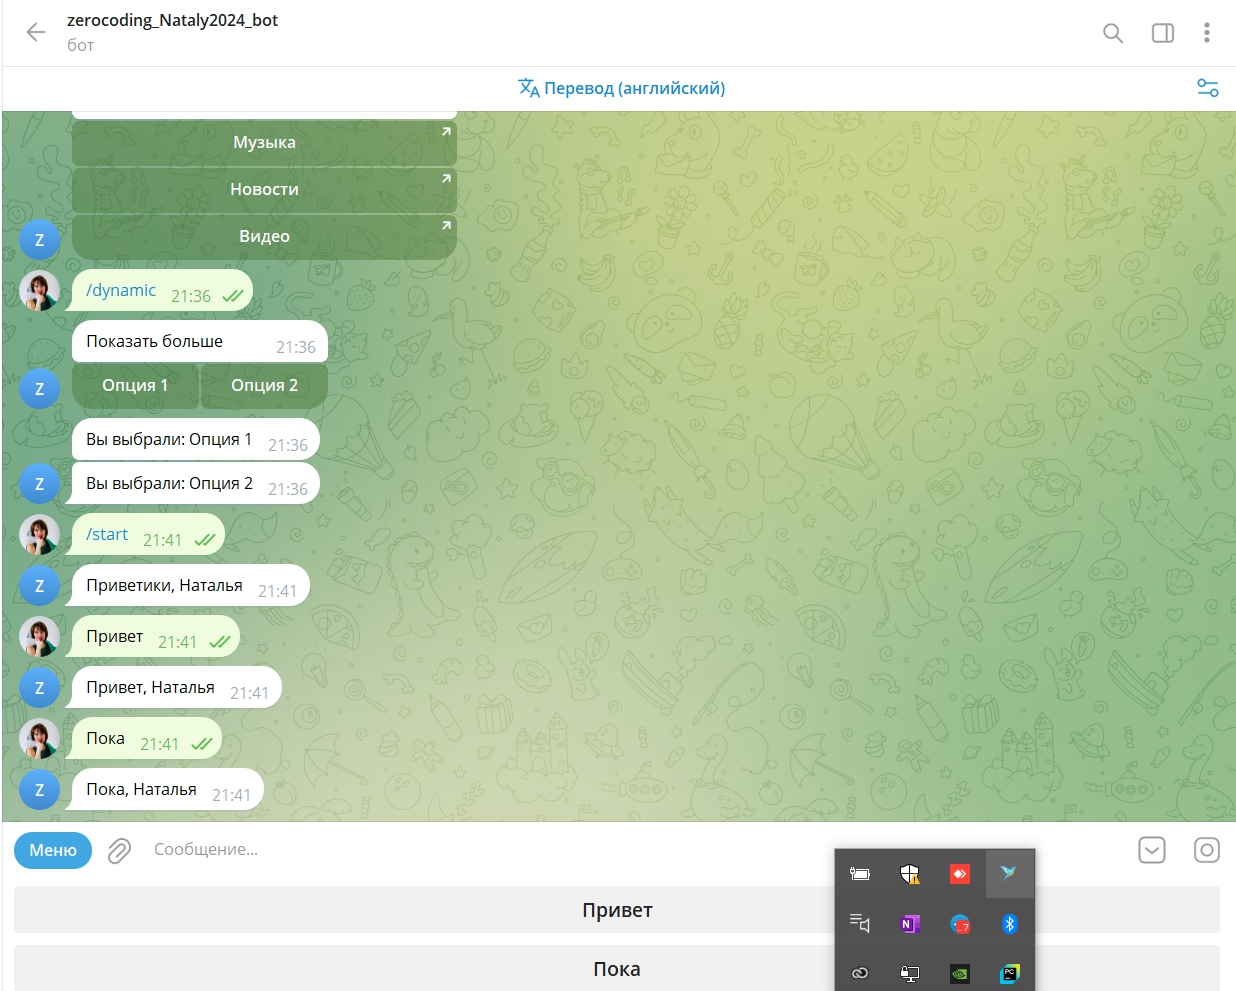 zerocoding_Nataly2024_bot
бот
Перевод (английский)
Музыка
Новости
Видео
Z
/dynamic 21:36
Показать больше 21:36
Опция 1 Опция 2
Z
Вы выбрали: Опция 1 21:36
Вы выбрали: Опция 2 21:36
Z
/start 21:41
Приветики, Наталья 21:41
Z
Привет 21:41
Привет, Наталья 21:41
Z
Пока 21:41
Пока, Наталья 21:41
Z
Меню Сообщение...
Привет
Пока
N
..7
PC